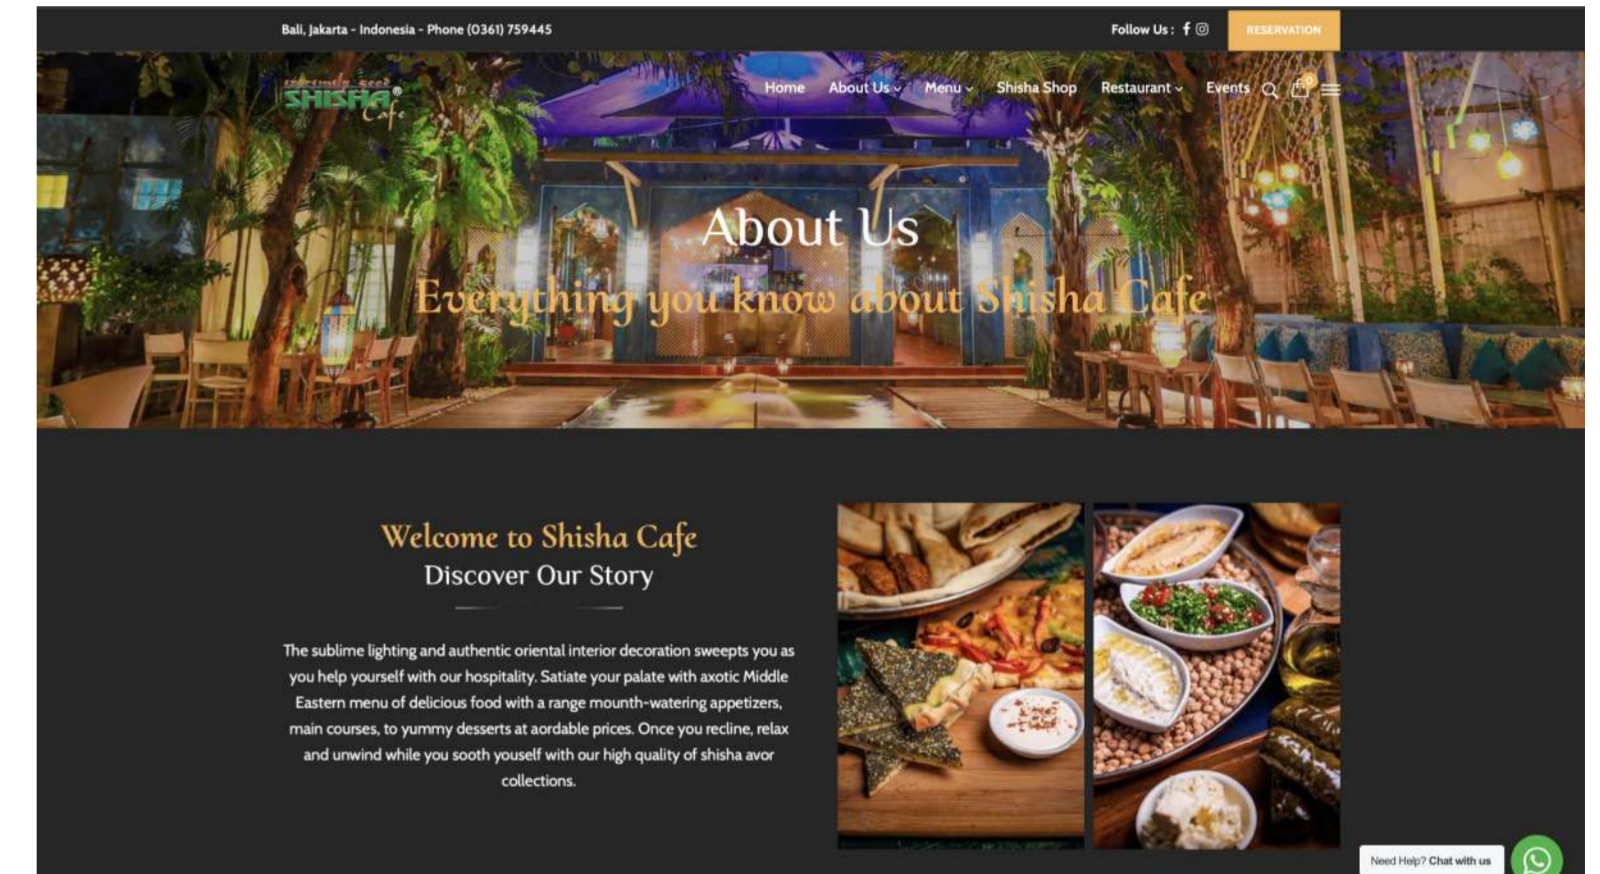 Bali, Jakarta - Indonesia - Phone (0361) 759445
Follow Us :
RESERVATION
SHISHA®
Cafe
Home About Us Menu Shisha Shop Restaurant Events
0
About Us
Everything you know about Shisha Cafe
Welcome to Shisha Cafe
Discover Our Story
The sublime lighting and authentic oriental interior decoration sweepts you as
you help yourself with our hospitality. Satiate your palate with axotic Middle
Eastern menu of delicious food with a range mounth-watering appetizers,
main courses, to yummy desserts at aordable prices. Once you recline, relax
and unwind while you sooth youself with our high quality of shisha avor
collections.
Need Help? Chat with us